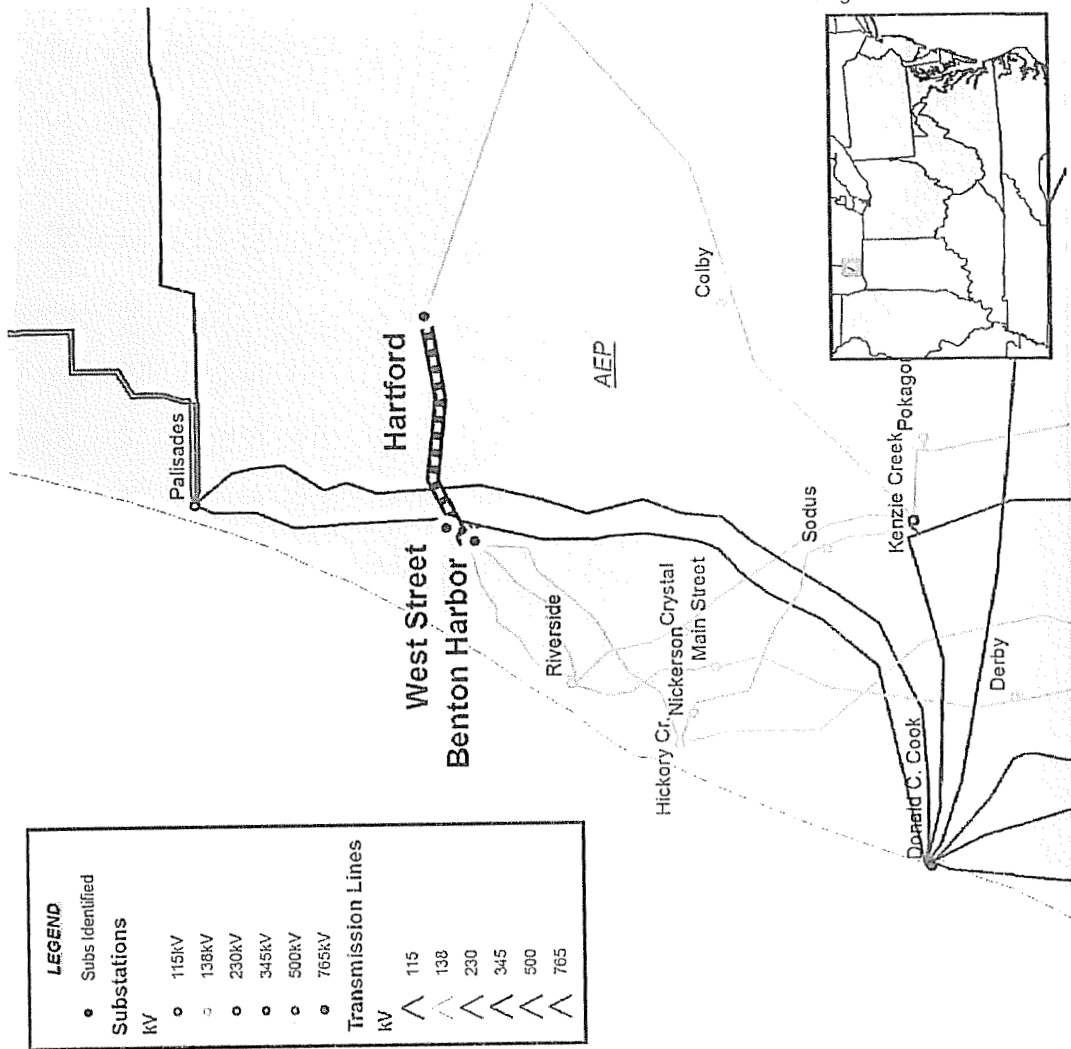 LEGEND
Subs Identified
Substations
kV
115kV
138kV
230kV
345kV
500kV
765kV
Transmission Lines
kV
115
138
230
345
500
765
Palisades
Hartford
West Street
Benton Harbor
Riverside
Colby
AEP
Hickory Cr.
Nickerson
Crystal
Main Street
Sodus
Kenzie Creek
Pokagon
Donald C. Cook
Derby